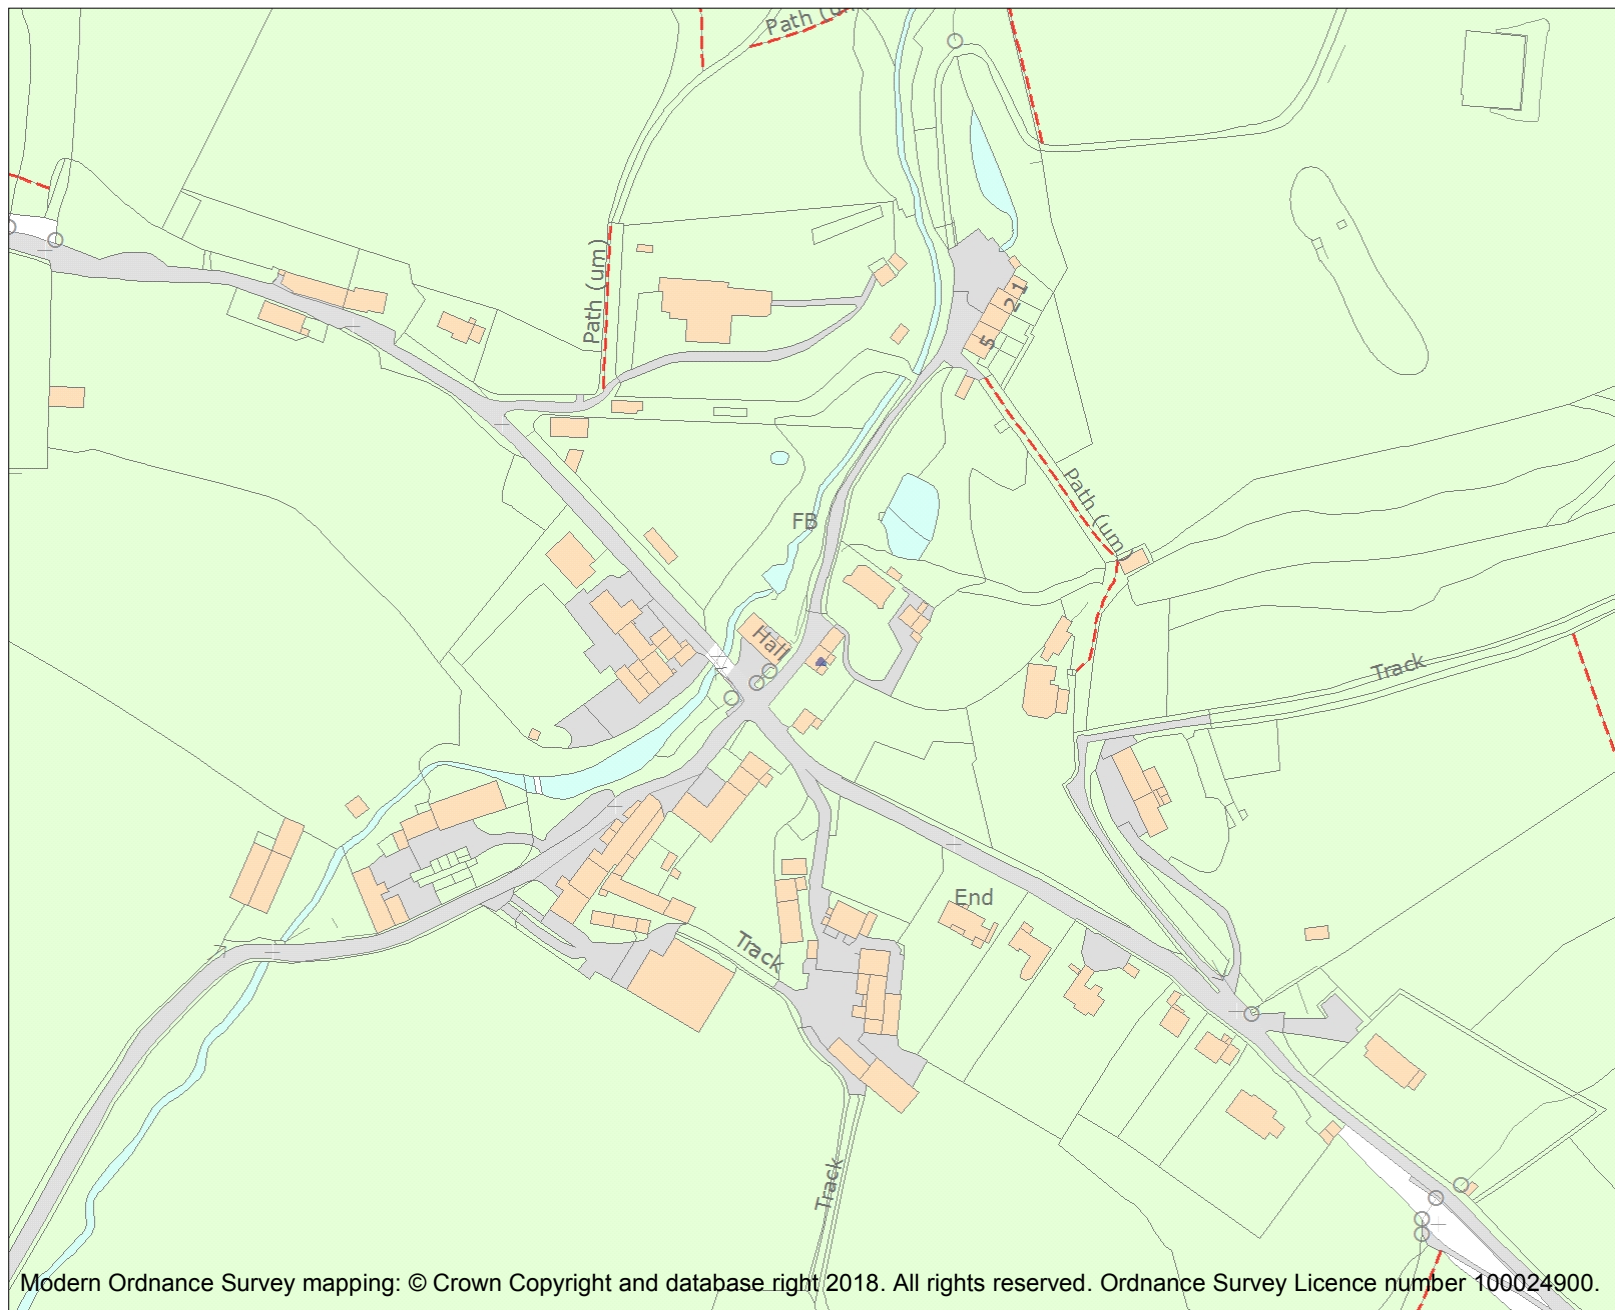 Path (um)
Path (um)
2 1
5
Path (um)
FB
Hall
Track
End
Track
Track
Modern Ordnance Survey mapping: © Crown Copyright and database right 2018. All rights reserved. Ordnance Survey Licence number 100024900.